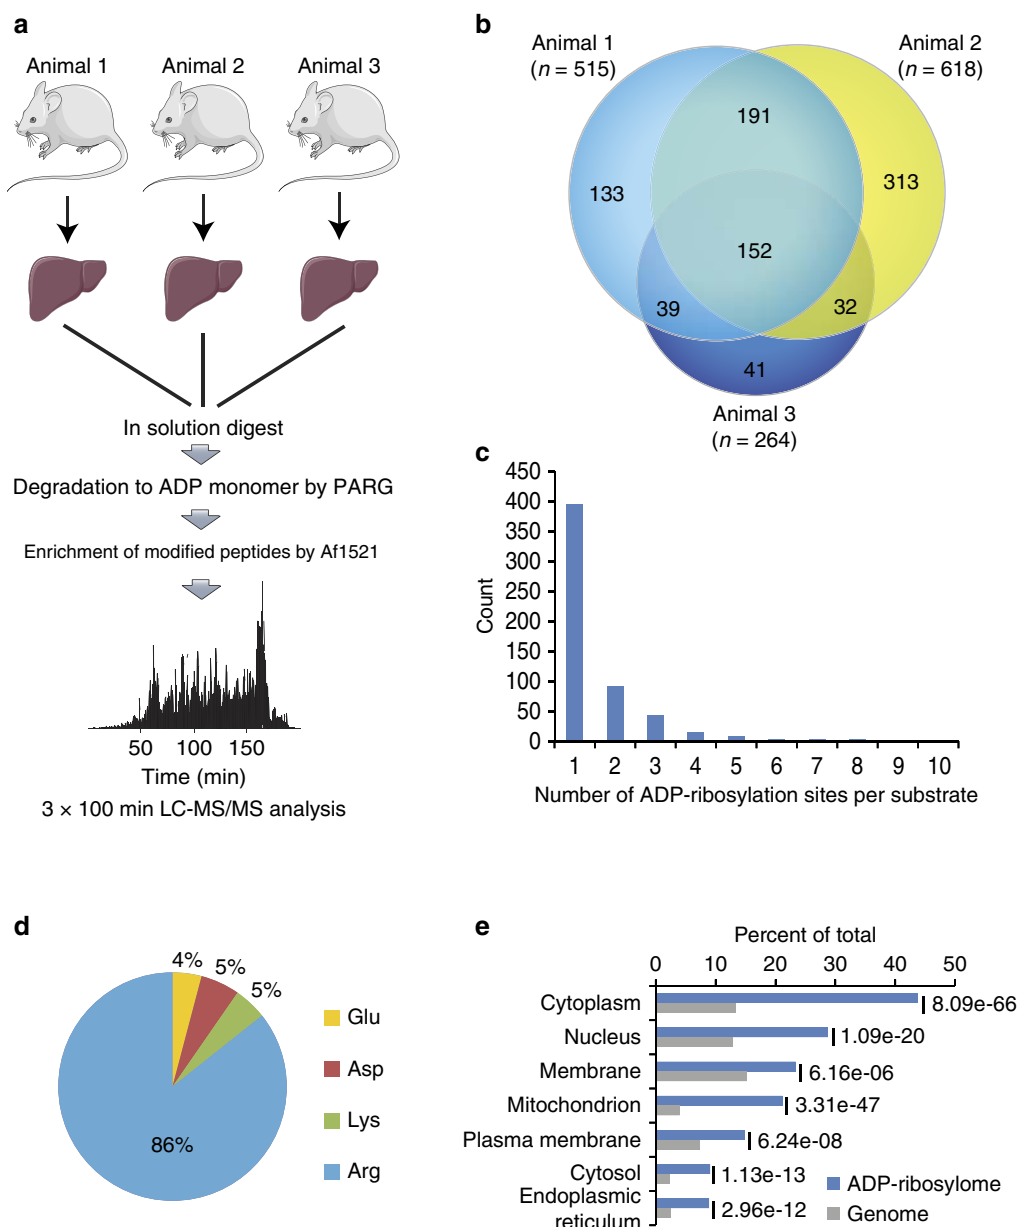 a
Animal 1
Animal 2
Animal 3
In solution digest
Degradation to ADP monomer by PARG
Enrichment of modified peptides by Af1521
50 100 150
Time (min)
3 × 100 min LC-MS/MS analysis
b
Animal 1
(n = 515)
Animal 2
(n = 618)
191
133
313
152
39
32
41
Animal 3
(n = 264)
c
450
400
350
300
250
200
150
100
50
0
Count
1 2 3 4 5 6 7 8 9 10
Number of ADP-ribosylation sites per substrate
d
4%
5%
5%
86%
Glu
Asp
Lys
Arg
e
Percent of total
0 10 20 30 40 50
Cytoplasm 8.09e-66
Nucleus 1.09e-20
Membrane 6.16e-06
Mitochondrion 3.31e-47
Plasma membrane 6.24e-08
Cytosol 1.13e-13
Endoplasmic
reticulum 2.96e-12
ADP-ribosylome
Genome